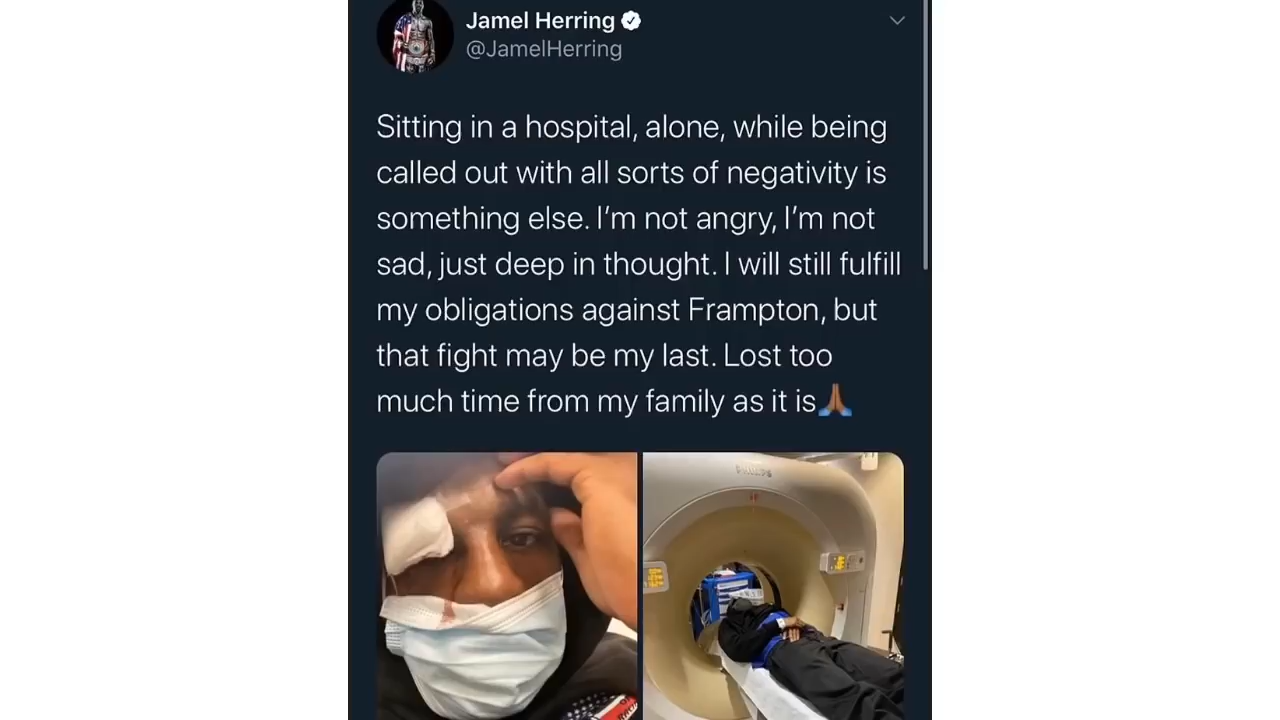 Jamel Herring
@JamelHerring
Sitting in a hospital, alone, while being
called out with all sorts of negativity is
something else. I’m not angry, I’m not
sad, just deep in thought. I will still fulfill
my obligations against Frampton, but
that fight may be my last. Lost too
much time from my family as it is🙏🏾
PHILIPS